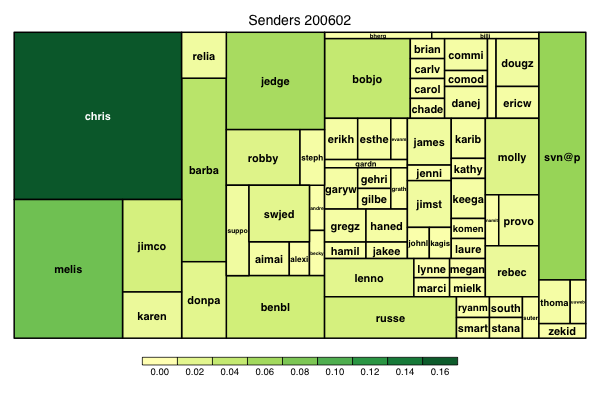 Senders 200602
chris
relia
jedge
bherg
billi
bobjo
brian
carlv
carol
chade
commi
comod
danej
dougz
ericw
svn@p
barba
robby
steph
erikh
esthe
james
karib
molly
gardn
garyw
gehri
gilbe
grath
jenni
jimst
kathy
keega
provo
melis
jimco
suppo
swjed
andre
gregz
haned
johnl
kagis
komen
laure
hamil
jakee
aimai
alexi
becky
karen
donpa
benbl
lenno
lynne
megan
marci
mielk
rebec
russe
ryanm
south
suter
smart
stana
thoma
zekid
0.00 0.02 0.04 0.06 0.08 0.10 0.12 0.14 0.16